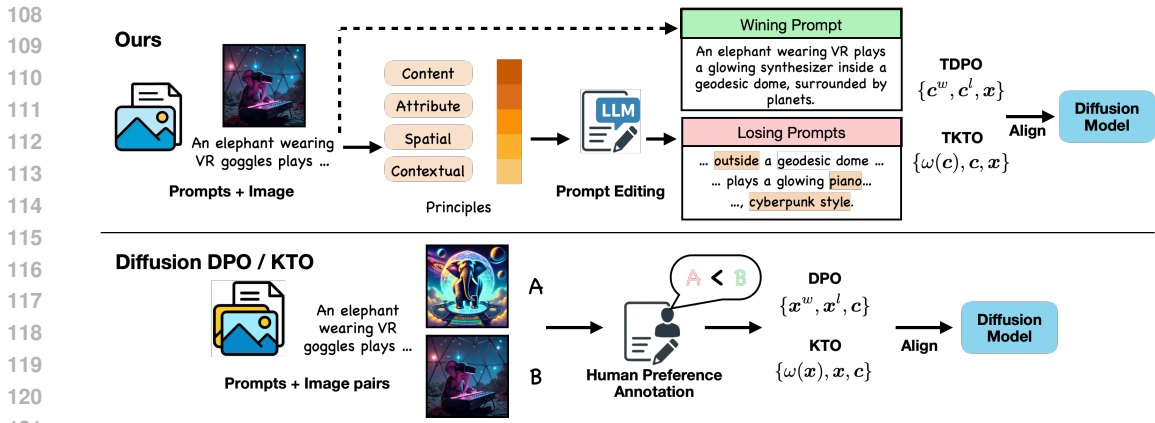 108
109
110
111
112
113
114
115
116
117
118
119
120
Ours
An elephant wearing
VR goggles plays ...
Prompts + Image
Content
Attribute
Spatial
Contextual
Principles
LLM
Prompt Editing
Wining Prompt
An elephant wearing VR plays
a glowing synthesizer inside a
geodesic dome, surrounded by
planets.
Losing Prompts
... outside a geodesic dome ...
... plays a glowing piano...
..., cyberpunk style.
TDPO
{c^w, c^l, x}
TKTO
{ω(c), c, x}
Align
Diffusion
Model
Diffusion DPO / KTO
An elephant
wearing VR
goggles plays ...
Prompts + Image pairs
A
B
A < B
Human Preference
Annotation
DPO
{x^w, x^l, c}
KTO
{ω(x), x, c}
Align
Diffusion
Model